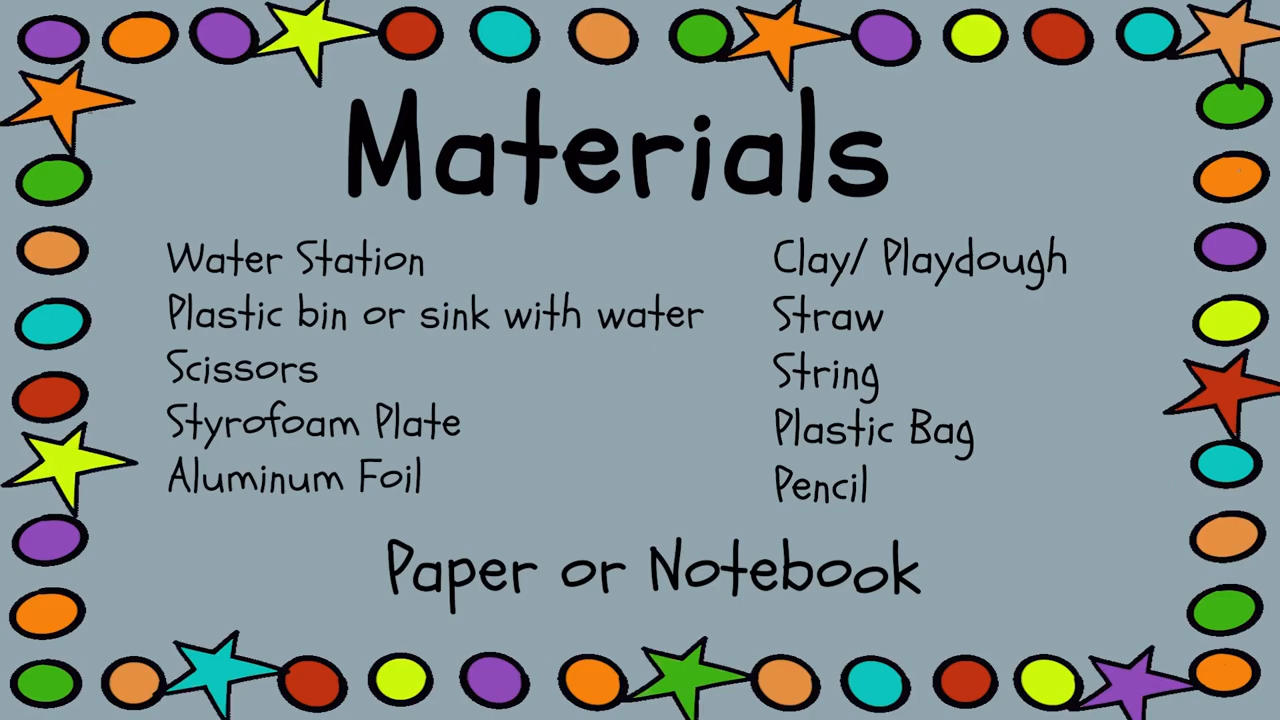 Materials
Water Station
Plastic bin or sink with water
Scissors
Styrofoam Plate
Aluminum Foil
Clay/ Playdough
Straw
String
Plastic Bag
Pencil
Paper or Notebook